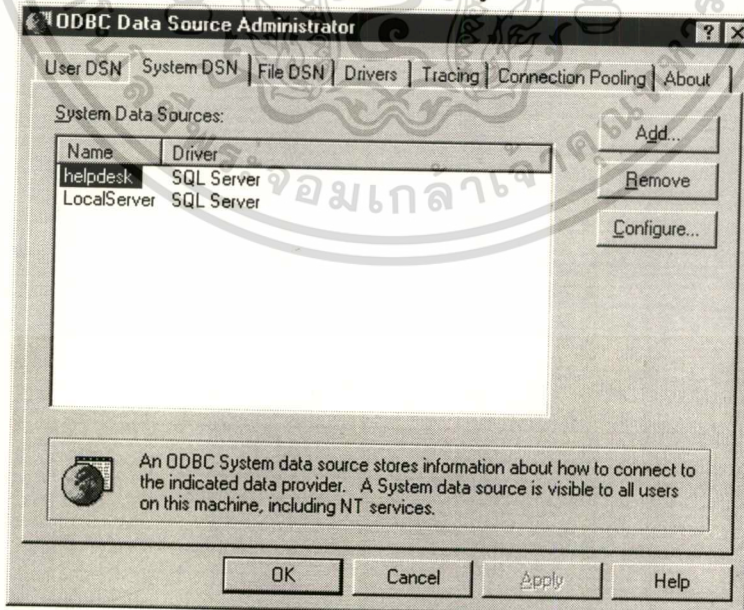 ODBC Data Source Administrator
User DSN System DSN File DSN Drivers Tracing Connection Pooling About
System Data Sources:
Name Driver
helpdesk SQL Server
LocalServer SQL Server
Add...
Remove
Configure...
An ODBC System data source stores information about how to connect to
the indicated data provider. A System data source is visible to all users
on this machine, including NT services.
OK Cancel Apply Help